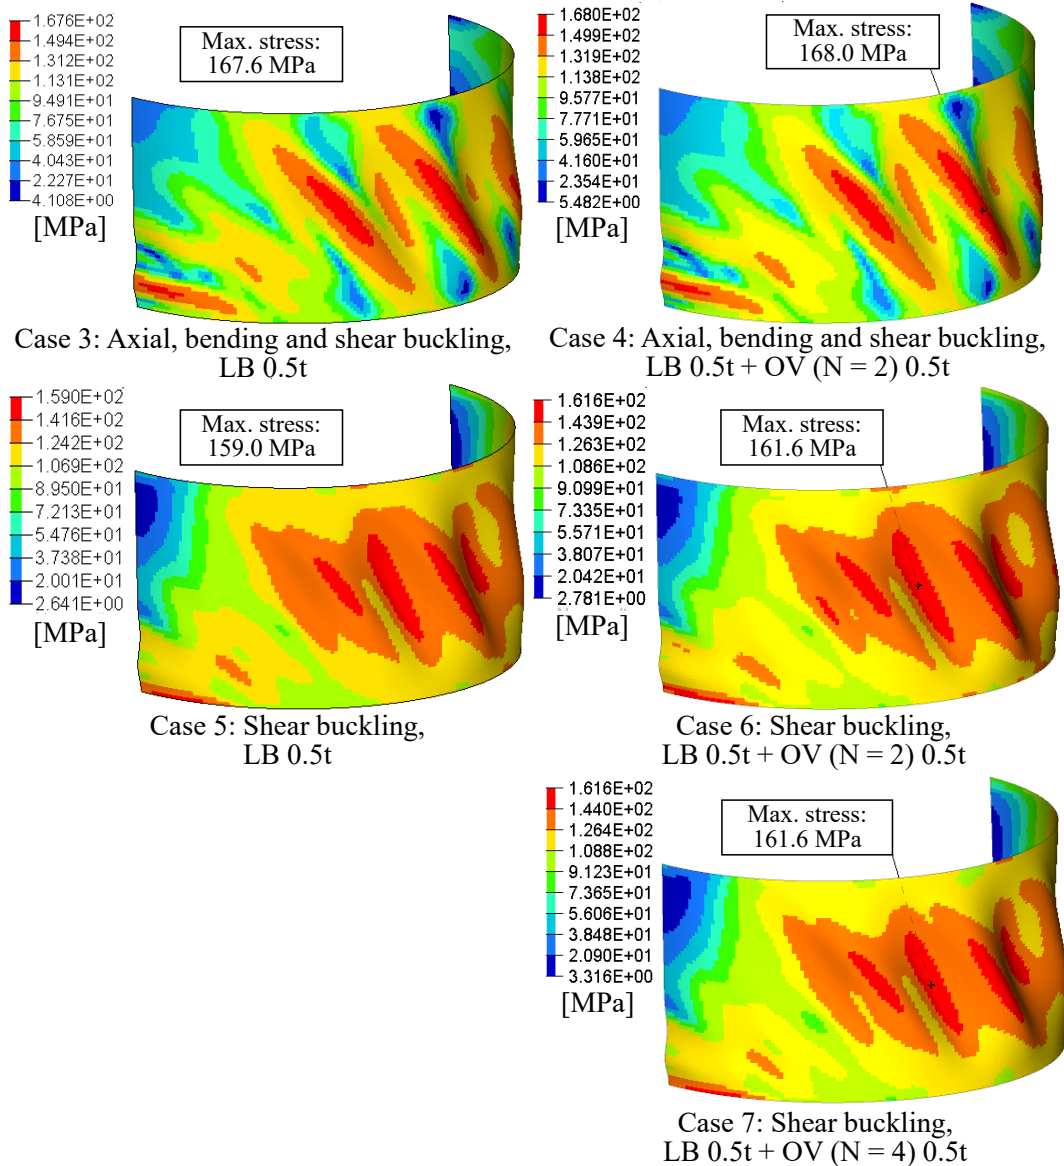 1.676E+02
1.494E+02
1.312E+02
1.131E+02
9.491E+01
7.675E+01
5.859E+01
4.043E+01
2.227E+01
4.108E+00
[MPa]
Max. stress:
167.6 MPa
Case 3: Axial, bending and shear buckling,
LB 0.5t
1.680E+02
1.499E+02
1.319E+02
1.138E+02
9.577E+01
7.771E+01
5.965E+01
4.160E+01
2.354E+01
5.482E+00
[MPa]
Max. stress:
168.0 MPa
Case 4: Axial, bending and shear buckling,
LB 0.5t + OV (N = 2) 0.5t
1.590E+02
1.416E+02
1.242E+02
1.069E+02
8.950E+01
7.213E+01
5.476E+01
3.738E+01
2.001E+01
2.641E+00
[MPa]
Max. stress:
159.0 MPa
Case 5: Shear buckling,
LB 0.5t
1.616E+02
1.439E+02
1.263E+02
1.086E+02
9.099E+01
7.335E+01
5.571E+01
3.807E+01
2.042E+01
2.781E+00
[MPa]
Max. stress:
161.6 MPa
Case 6: Shear buckling,
LB 0.5t + OV (N = 2) 0.5t
1.616E+02
1.440E+02
1.264E+02
1.088E+02
9.123E+01
7.365E+01
5.606E+01
3.848E+01
2.090E+01
3.316E+00
[MPa]
Max. stress:
161.6 MPa
Case 7: Shear buckling,
LB 0.5t + OV (N = 4) 0.5t